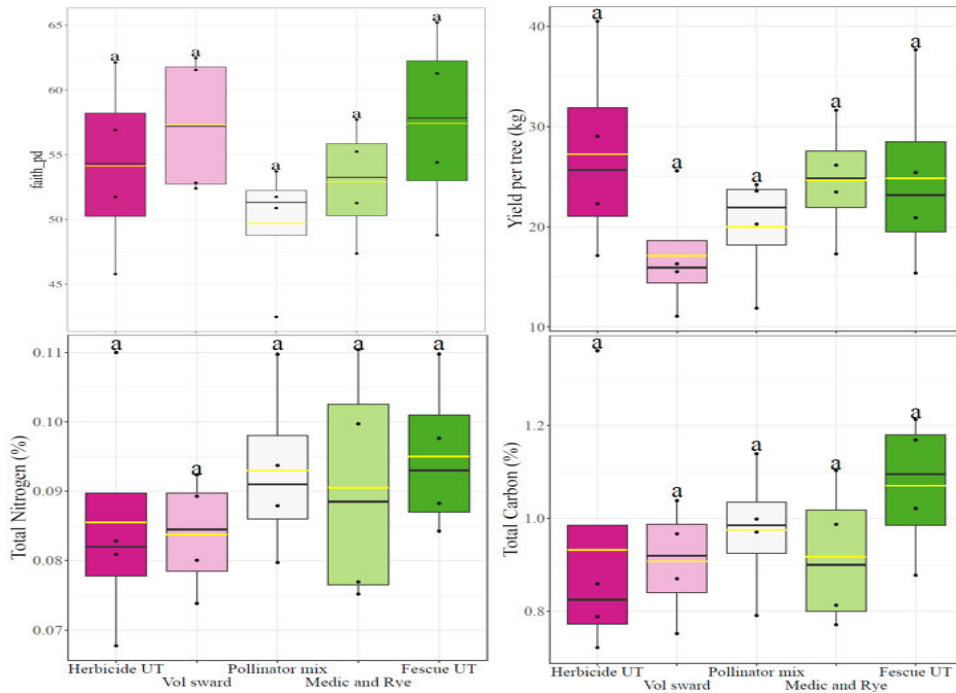 a
a
a
a
a
faith_pd
65
60
55
50
45
a
a
a
a
a
Yield per tree (kg)
40
30
20
10
a
a
a
a
a
Total Nitrogen (%)
0.11
0.10
0.09
0.08
0.07
Herbicide UT
Vol sward
Pollinator mix
Medic and Rye
Fescue UT
a
a
a
a
a
Total Carbon (%)
1.2
1.0
0.8
Herbicide UT
Vol sward
Pollinator mix
Medic and Rye
Fescue UT